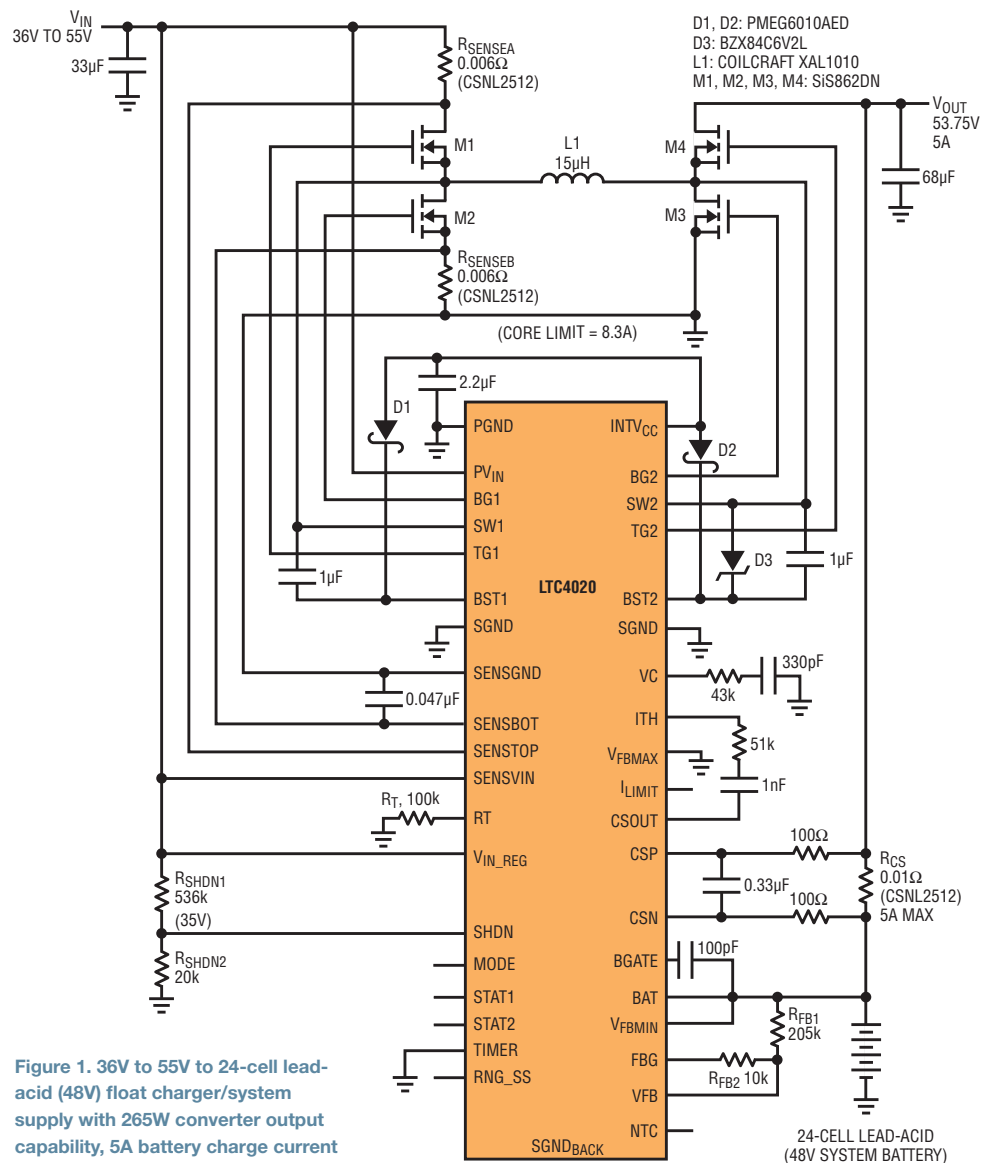 VIN
36V TO 55V
33µF
RSENSEA
0.006Ω
(CSNL2512)
D1, D2: PMEG6010AED
D3: BZX84C6V2L
L1: COILCRAFT XAL1010
M1, M2, M3, M4: SiS862DN
VOUT
53.75V
5A
68µF
M1
L1
15µH
M4
M2
M3
RSENSEB
0.006Ω
(CSNL2512)
(CORE LIMIT = 8.3A)
2.2µF
D1
D2
D3
1µF
1µF
LTC4020
PGND
PVIN
BG1
SW1
TG1
BST1
SGND
SENSGND
SENSBOT
SENSTOP
SENSVIN
RT
VIN_REG
SHDN
MODE
STAT1
STAT2
TIMER
RNG_SS
INTVCC
BG2
SW2
TG2
BST2
SGND
VC
ITH
VFBMAX
ILIMIT
CSOUT
CSP
CSN
BGATE
BAT
VFBMIN
FBG
VFB
NTC
SGNDBACK
0.047µF
RT, 100k
RSHDN1
536k
(35V)
RSHDN2
20k
330pF
43k
51k
1nF
100Ω
0.33µF
100Ω
RCS
0.01Ω
(CSNL2512)
5A MAX
100pF
RFB1
205k
RFB2 10k
24-CELL LEAD-ACID
(48V SYSTEM BATTERY)
Figure 1. 36V to 55V to 24-cell lead-
acid (48V) float charger/system
supply with 265W converter output
capability, 5A battery charge current